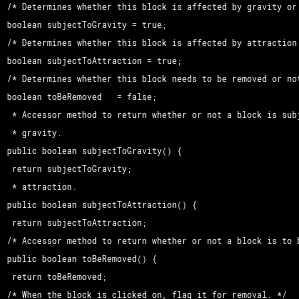 /* Determines whether this block is affected by gravity or
boolean subjectToGravity = true;
/* Determines whether this block is affected by attraction
boolean subjectToAttraction = true;
/* Determines whether this block needs to be removed or not
boolean toBeRemoved   = false;
* Accessor method to return whether or not a block is subj
* gravity.
public boolean subjectToGravity() {
return subjectToGravity;
* attraction.
public boolean subjectToAttraction() {
return subjectToAttraction;
/* Accessor method to return whether or not a block is to b
public boolean toBeRemoved() {
return toBeRemoved;
/* When the block is clicked on, flag it for removal. */